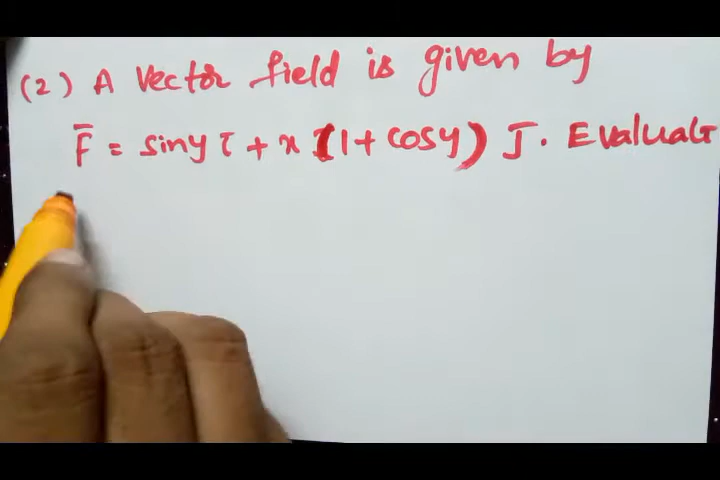 (2) A vector field is given by
F̅ = siny i̅ + x (1+ cosy) J̅. Evaluate